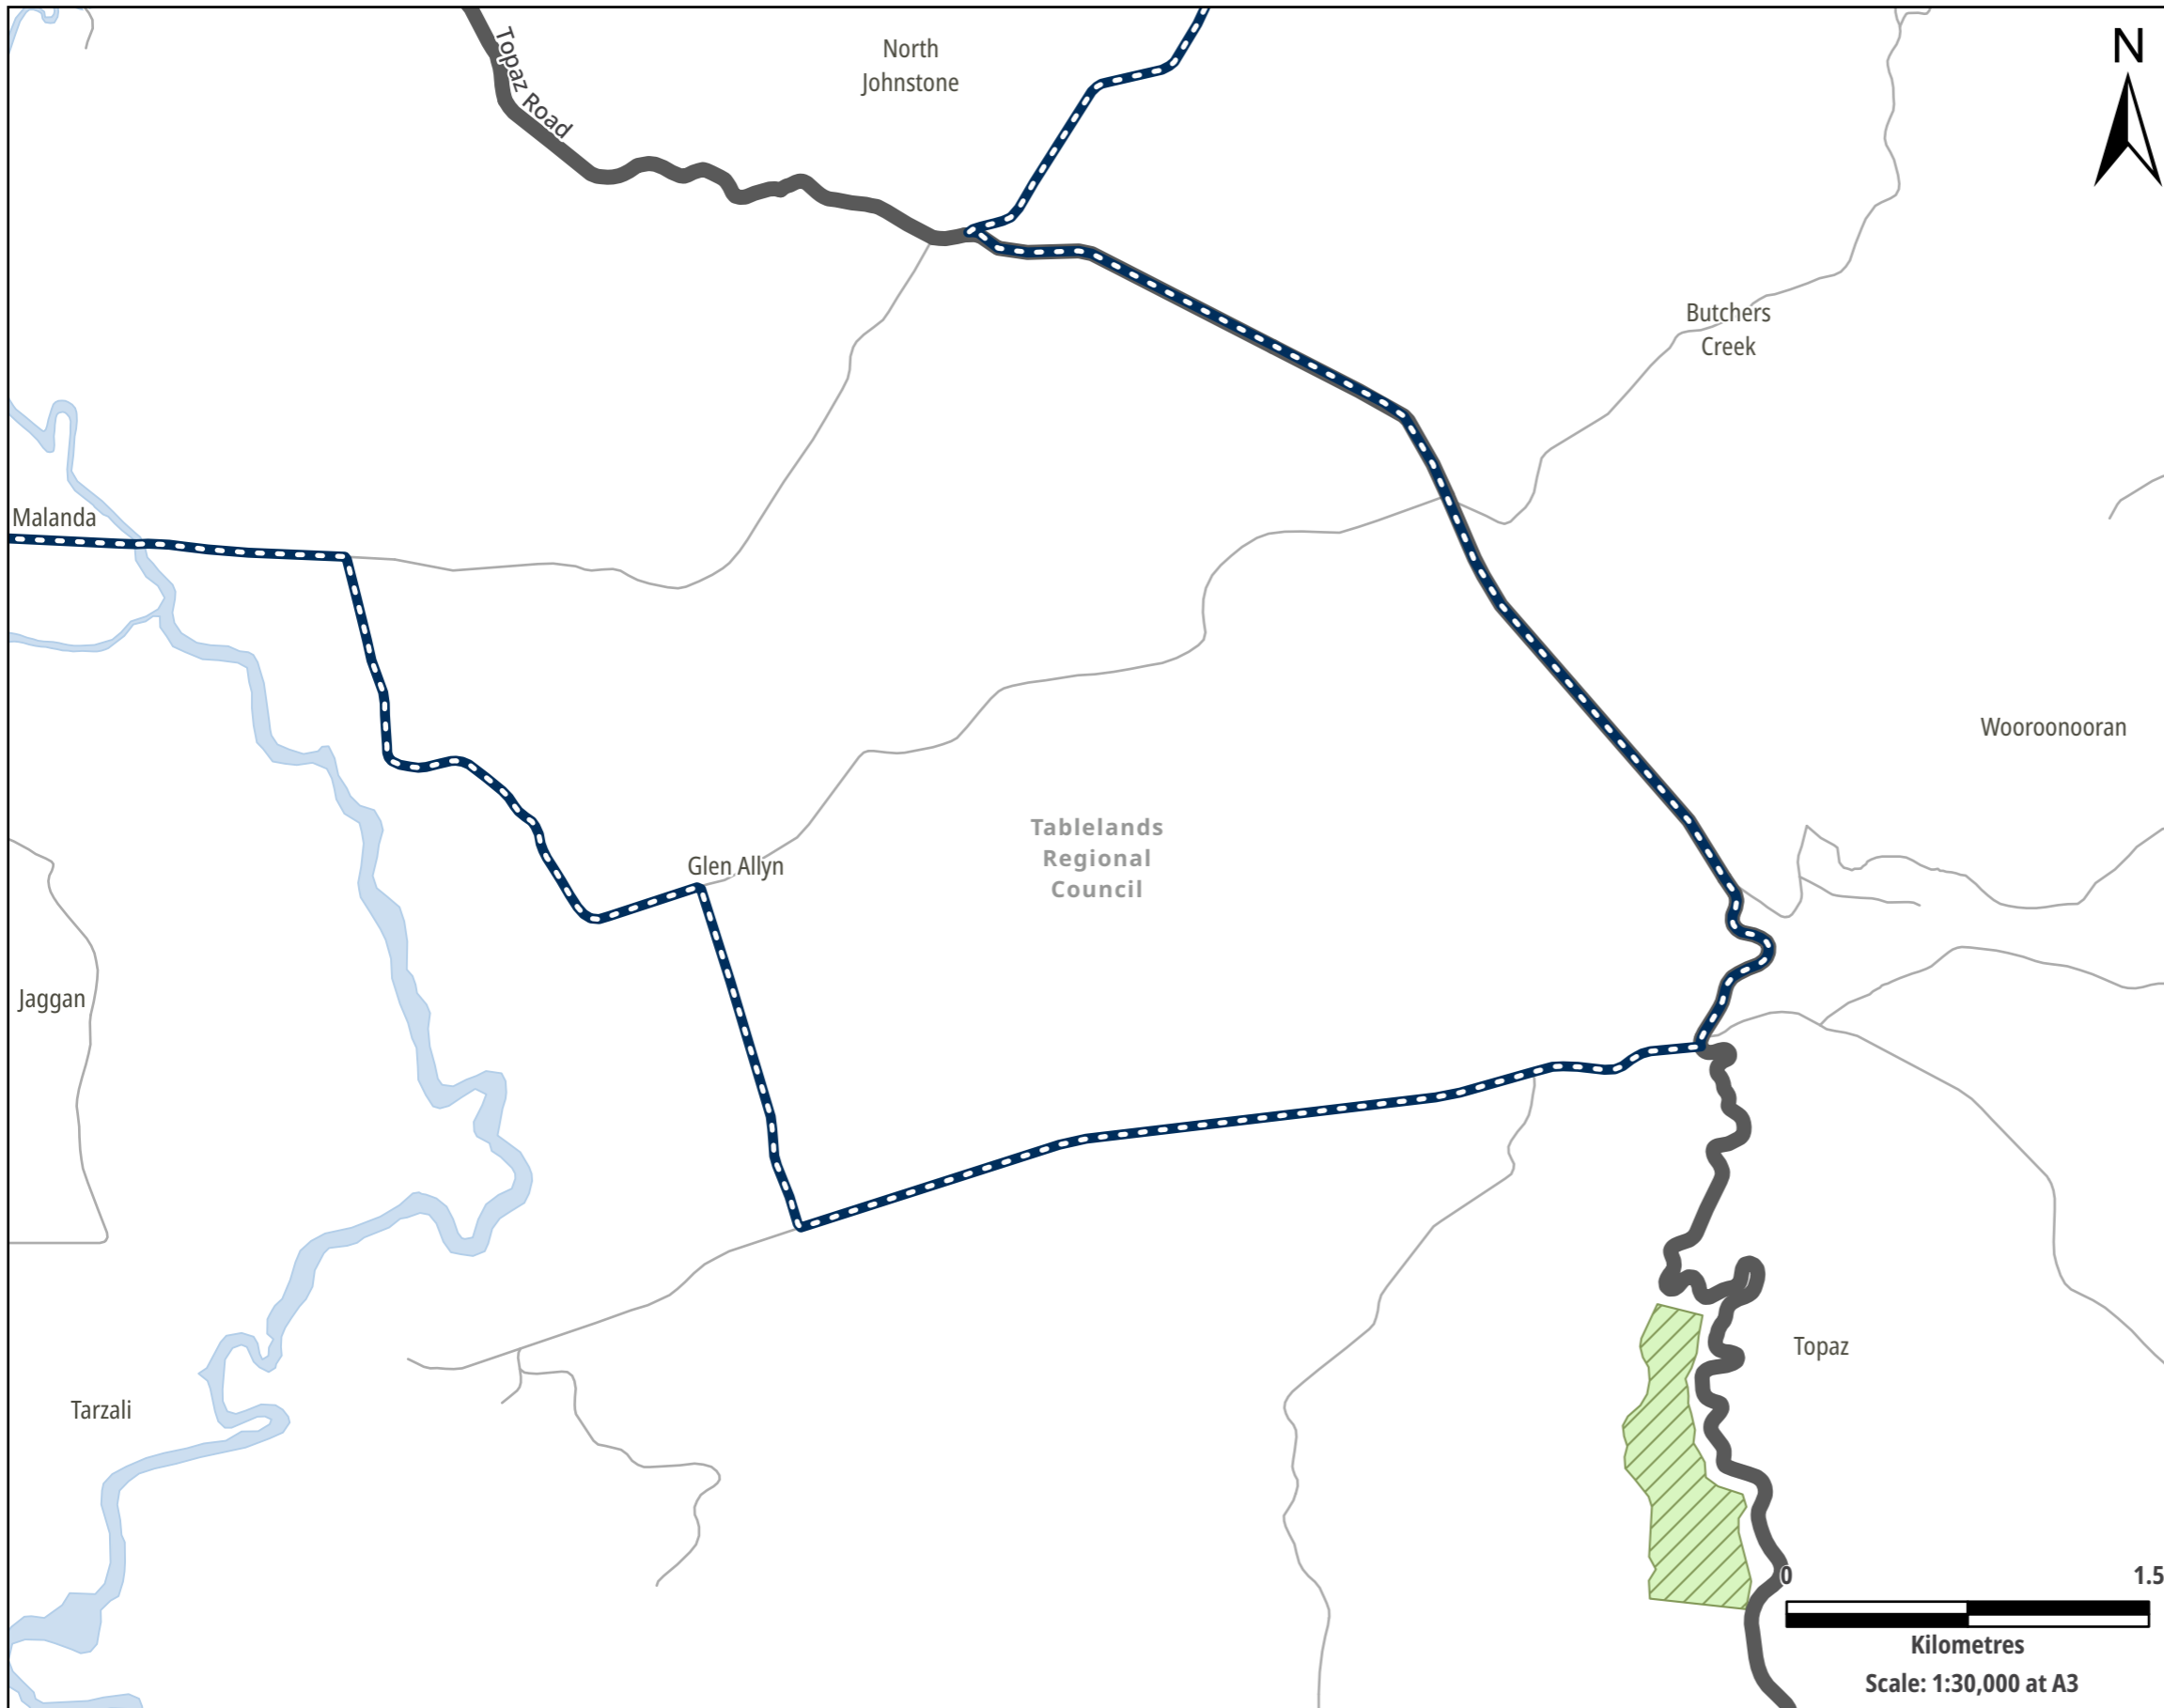 Topaz Road
North
Johnstone
N
Butchers
Creek
Malanda
Wooroonooran
Tablelands
Regional
Council
Glen Allyn
Jaggan
Topaz
Tarzali
0
1.5
Kilometres
Scale: 1:30,000 at A3